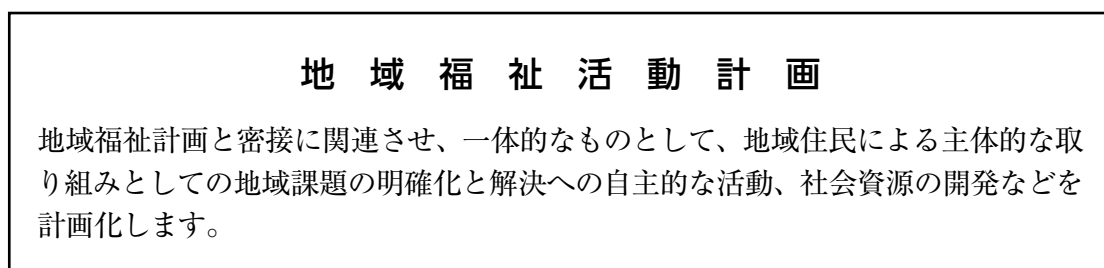 地域福祉活動計画
地域福祉計画と密接に関連させ、一体的なものとして、地域住民による主体的な取
り組みとしての地域課題の明確化と解決への自主的な活動、社会資源の開発などを
計画化します。